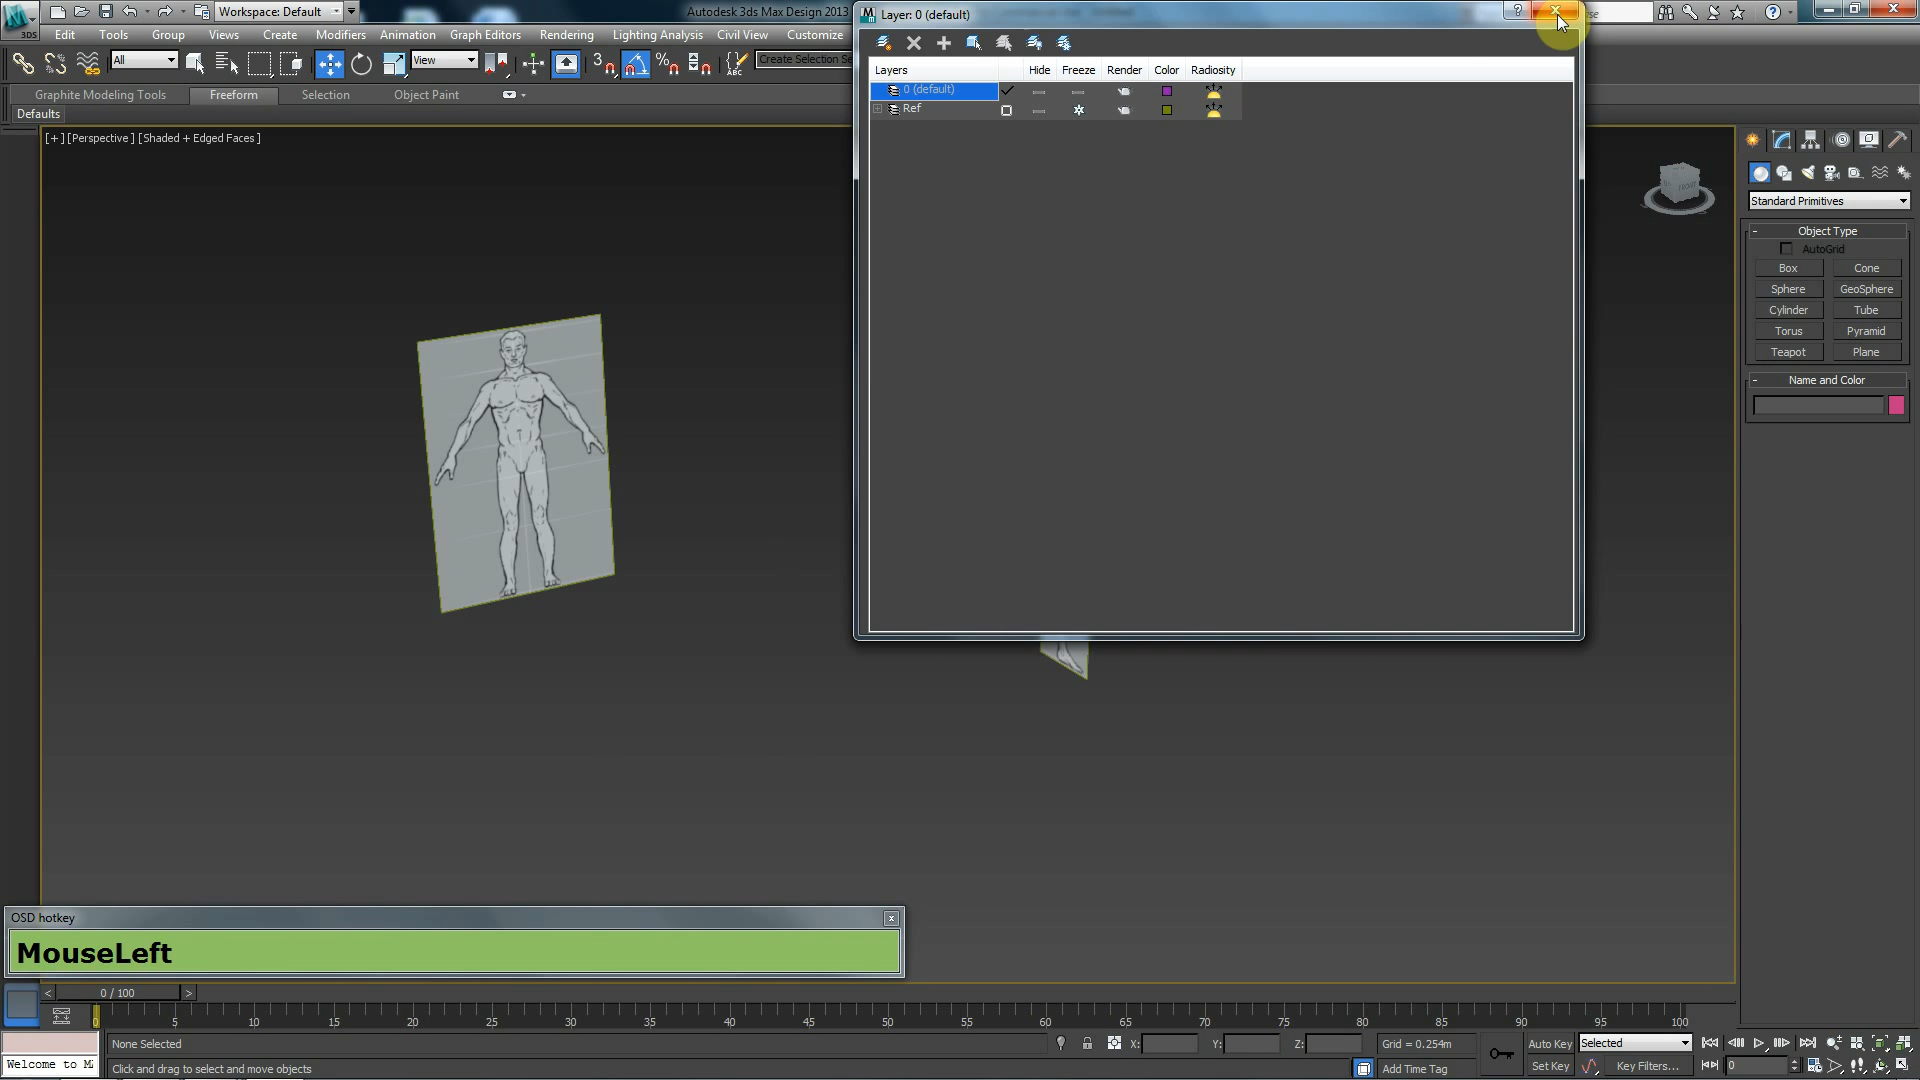 Workspace: Default
Autodesk 3ds Max Design 2013
Layer: 0 (default)
3DS
Edit Tools Group Views Create Modifiers Animation Graph Editors Rendering Lighting Analysis Civil View Customize
All
View
Create Selection Se
Graphite Modeling Tools Freeform Selection Object Paint
Defaults
Layers Hide Freeze Render Color Radiosity
0 (default)
Ref
[+][Perspective][Shaded + Edged Faces]
FRONT
Standard Primitives
- Object Type
AutoGrid
Box Cone
Sphere GeoSphere
Cylinder Tube
Torus Pyramid
Teapot Plane
- Name and Color
OSD hotkey
MouseLeft
< 0 / 100 >
0 5 10 15 20 25 30 35 40 45 50 55 60 65 70 75 80 85 90 95 100
None Selected X: Y: Z: Grid = 0.254m Auto Key Selected
Welcome to M
Click and drag to select and move objects Add Time Tag Set Key Key Filters... 0